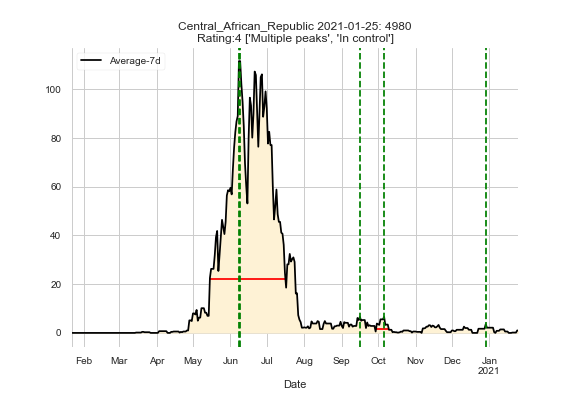 Central_African_Republic 2021-01-25: 4980
Rating:4 ['Multiple peaks', 'In control']
Average-7d
100
80
60
40
20
0
Feb Mar Apr May Jun Jul Aug Sep Oct Nov Dec Jan
2021
Date